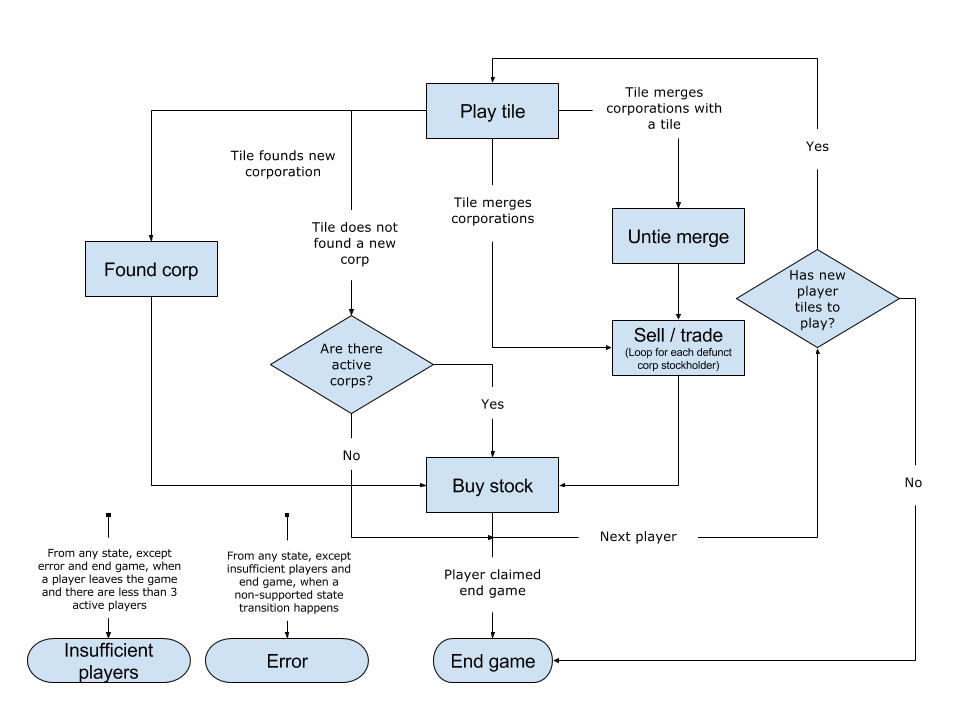 Play tile
Tile merges
corporations with
a tile
Yes
Tile founds new
corporation
Tile merges
corporations
Tile does not
found a new
corp
Untie merge
Found corp
Has new
player
tiles to
play?
Sell / trade
(Loop for each defunct
corp stockholder)
Are there
active
corps?
Yes
No
Buy stock
No
Next player
From any state, except
error and end game, when
a player leaves the game
and there are less than 3
active players
From any state, except
insufficient players and
end game, when a
non-supported state
transition happens
Player claimed
end game
Insufficient
players
Error
End game